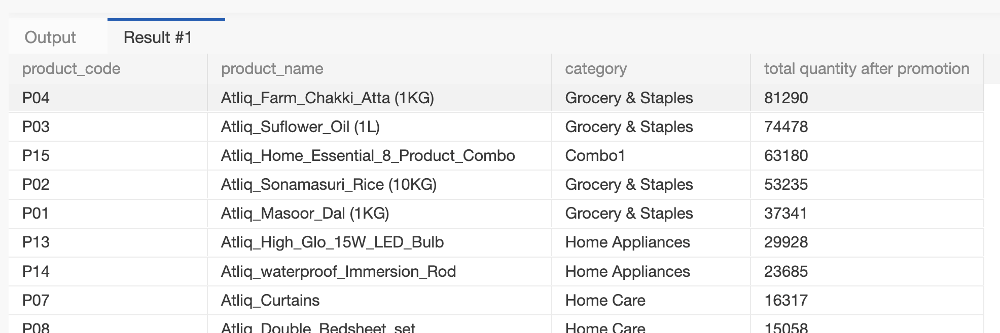 Output Result #1
product_code product_name category total quantity after promotion
P04 Atliq_Farm_Chakki_Atta (1KG) Grocery & Staples 81290
P03 Atliq_Suflower_Oil (1L) Grocery & Staples 74478
P15 Atliq_Home_Essential_8_Product_Combo Combo1 63180
P02 Atliq_Sonamasuri_Rice (10KG) Grocery & Staples 53235
P01 Atliq_Masoor_Dal (1KG) Grocery & Staples 37341
P13 Atliq_High_Glo_15W_LED_Bulb Home Appliances 29928
P14 Atliq_waterproof_Immersion_Rod Home Appliances 23685
P07 Atliq_Curtains Home Care 16317
P08 Atliq_Double_Bedsheet_set Home Care 15058